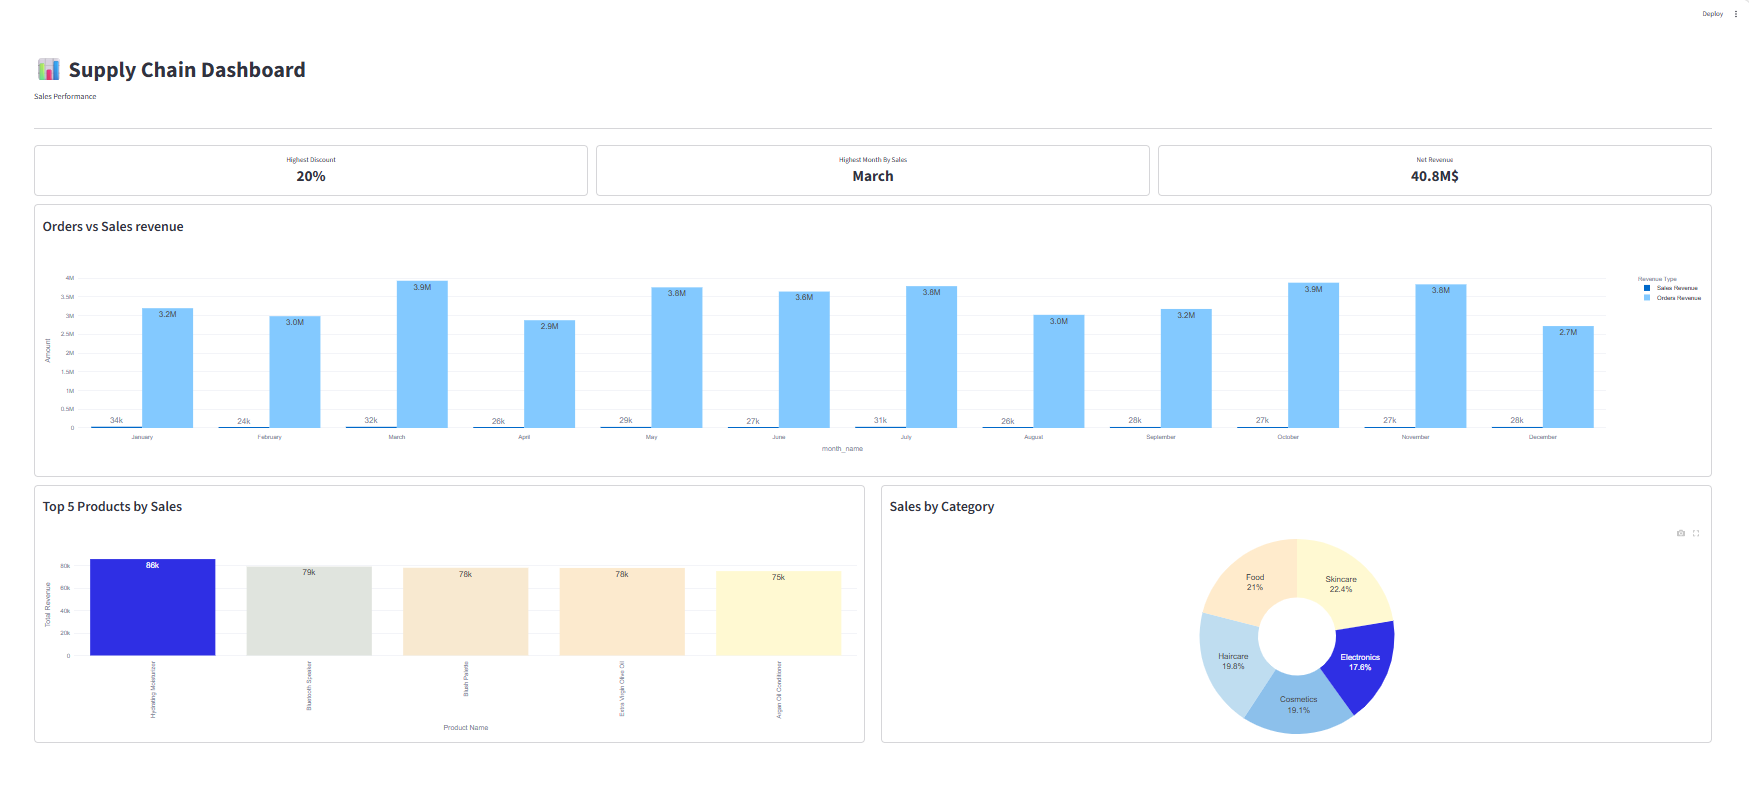 Deploy
Supply Chain Dashboard
Sales Performance
Highest Discount
20%
Highest Month By Sales
March
Net Revenue
40.8M$
Orders vs Sales revenue
Revenue Type
Sales Revenue
Orders Revenue
Amount
4M
3.5M
3M
2.5M
2M
1.5M
1M
0.5M
0
3.2M
3.0M
3.9M
2.9M
3.8M
3.6M
3.8M
3.0M
3.2M
3.9M
3.8M
2.7M
34k
24k
32k
26k
29k
27k
31k
26k
28k
27k
27k
28k
January
February
March
April
May
June
July
August
September
October
November
December
month_name
Top 5 Products by Sales
Total Revenue
80k
60k
40k
20k
0
86k
79k
78k
78k
75k
Hydrating Moisturizer
Bluetooth Speaker
Blush Palette
Extra Virgin Olive Oil
Argan Oil Conditioner
Product Name
Sales by Category
Food
21%
Skincare
22.4%
Haircare
19.8%
Electronics
17.6%
Cosmetics
19.1%